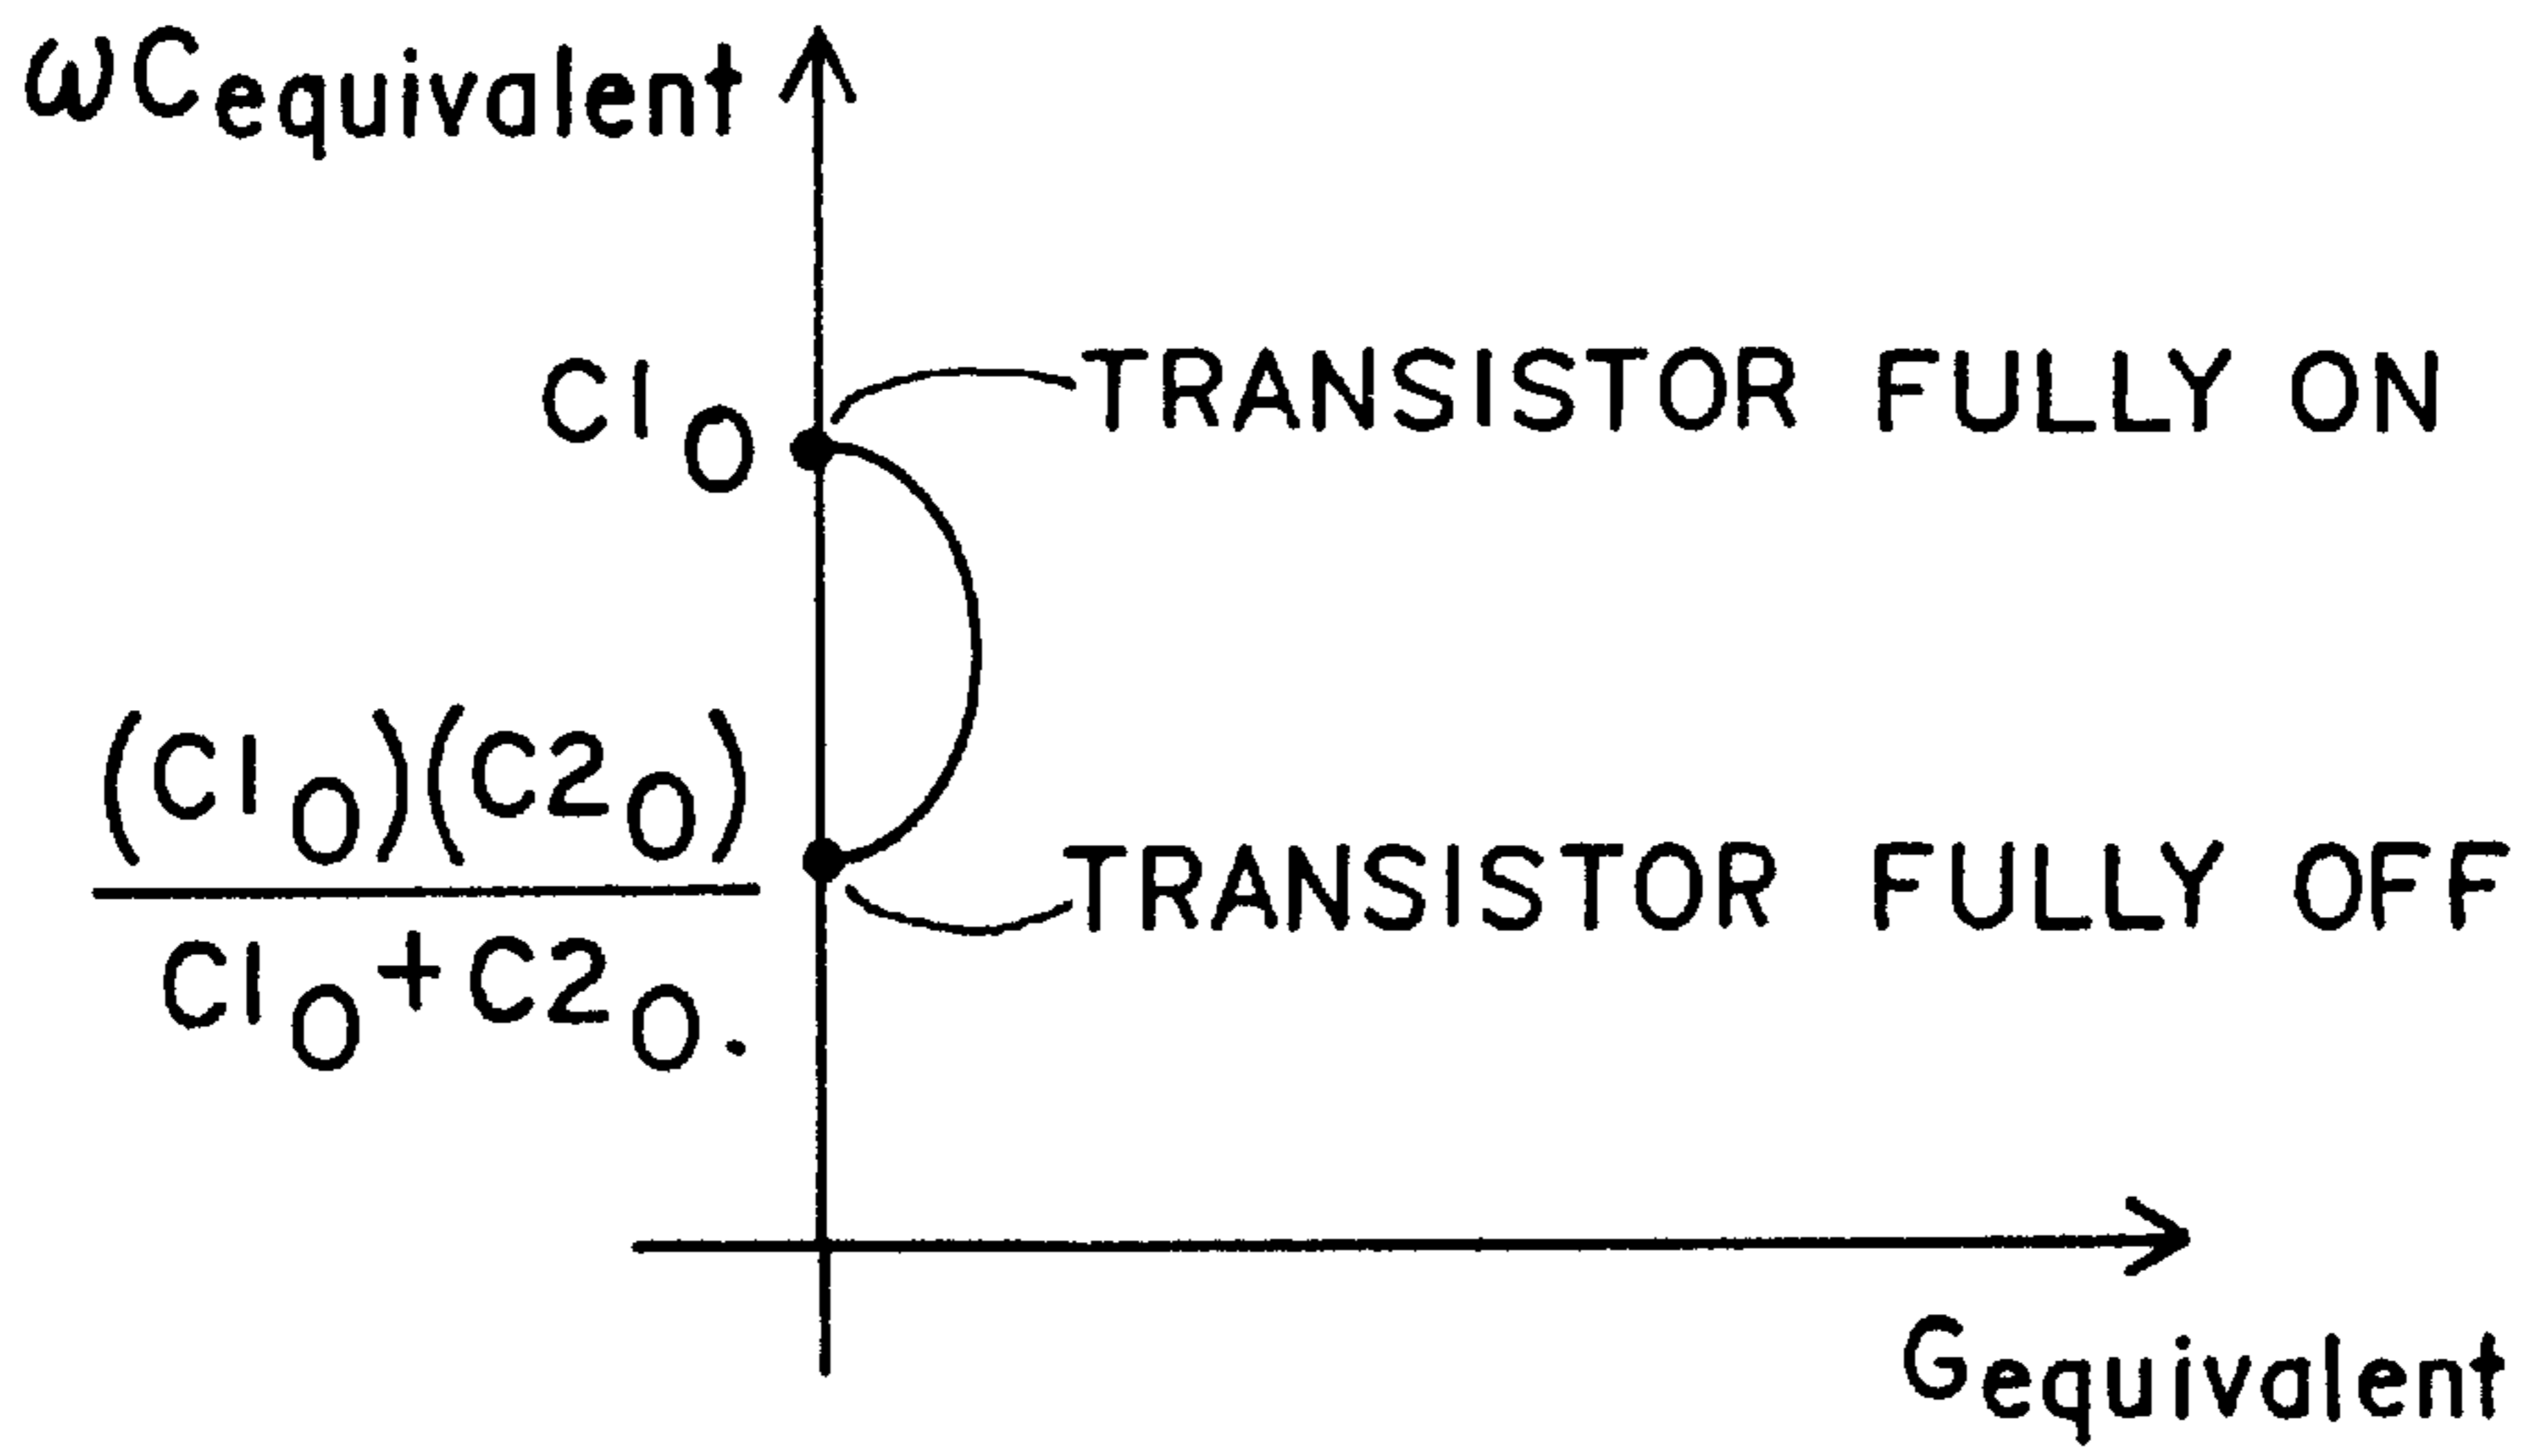 ωCequivalent
C1O TRANSISTOR FULLY ON
(C1O)(C2O)
C1O+C2O.
TRANSISTOR FULLY OFF
Gequivalent